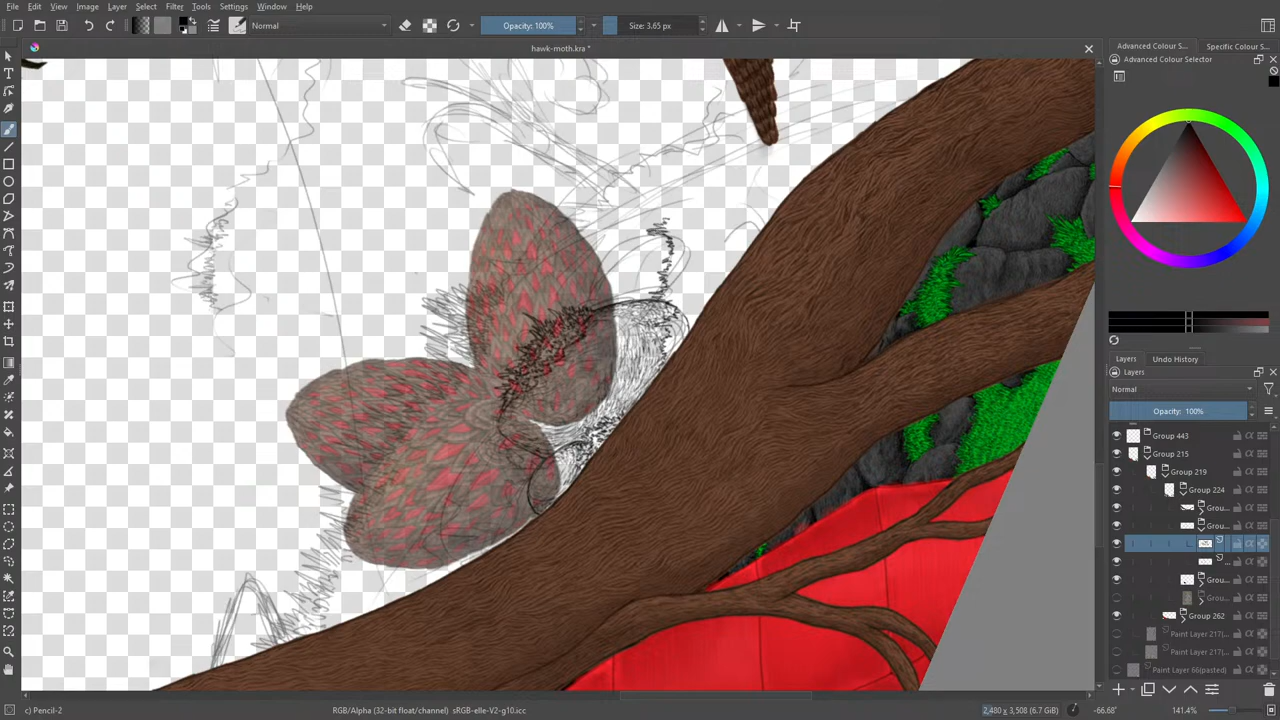 File Edit View Image Layer Select Filter Tools Settings Window Help
Normal Opacity: 100% Size: 3.65 px
hawk-moth.kra *
Advanced Colour S... Specific Colour S...
Advanced Colour Selector
Layers Undo History
Layers
Normal
Opacity: 100%
Group 443
Group 215
Group 219
Group 224
Grou...
Grou...
...
Grou...
Grou...
Group 262
Paint Layer 217(...
Paint Layer 217(...
Paint Layer 66(pasted)
c) Pencil-2 RGB/Alpha (32-bit float/channel) sRGB-elle-V2-g10.icc 2,480 x 3,508 (6.7 GiB) -66.68° 141.4%